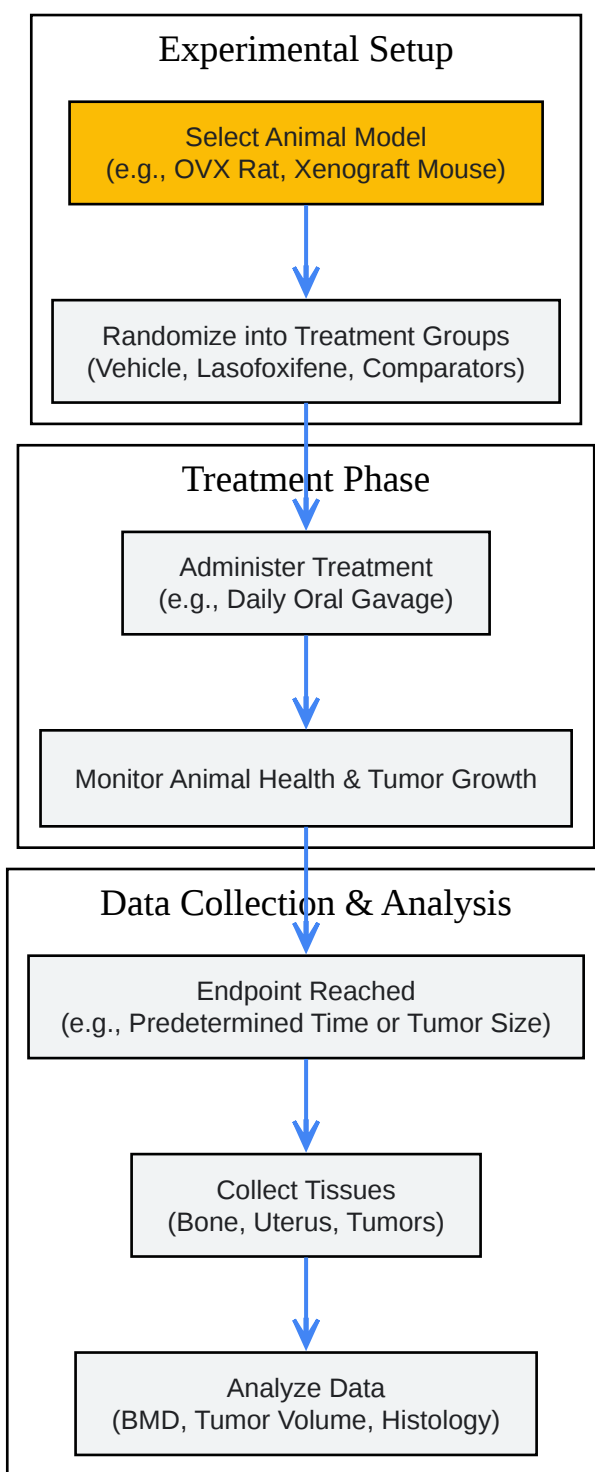 Experimental Setup
Select Animal Model
(e.g., OVX Rat, Xenograft Mouse)
Randomize into Treatment Groups
(Vehicle, Lasofoxifene, Comparators)
Treatment Phase
Administer Treatment
(e.g., Daily Oral Gavage)
Monitor Animal Health & Tumor Growth
Data Collection & Analysis
Endpoint Reached
(e.g., Predetermined Time or Tumor Size)
Collect Tissues
(Bone, Uterus, Tumors)
Analyze Data
(BMD, Tumor Volume, Histology)